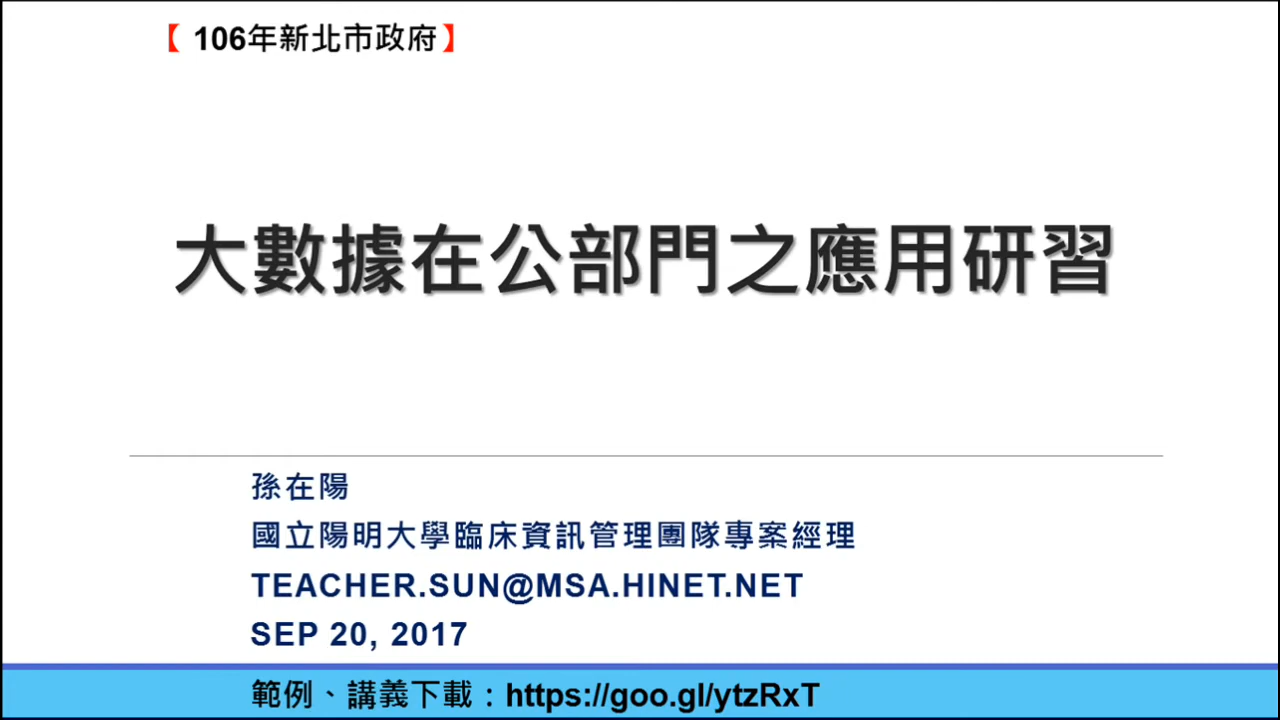 【 106年新北市政府】
大數據在公部門之應用研習
孫在陽
國立陽明大學臨床資訊管理團隊專案經理
TEACHER.SUN@MSA.HINET.NET
SEP 20, 2017
範例、講義下載：https://goo.gl/ytzRxT